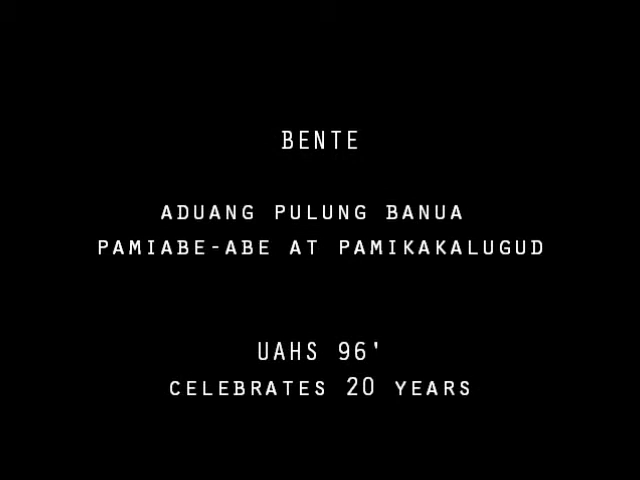 BENTE
ADUANG PULUNG BANUA
PAMIABE-ABE AT PAMIKAKALUGUD
UAHS 96'
CELEBRATES 20 YEARS